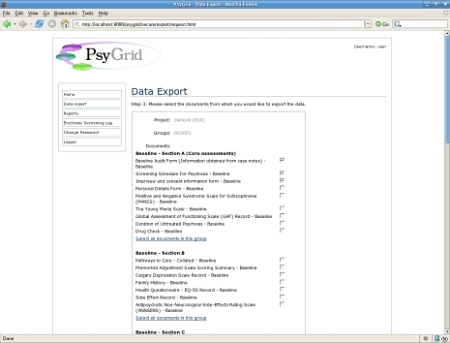 PsyGrid - Data Export - Mozilla Firefox
File Edit View Go Bookmarks Tools Help
http://localhost:8080/psygrid/secure/export/request.html
Go
PsyGrid
Username: user
Home
Data export
Reports
Electronic Screening Log
Change Password
Logout
Data Export
Step 3. Please select the documents from which you would like to export the data.
Project: Outlook
Groups: 002001
Documents:
Baseline - Section A (Core assessments)
Baseline Audit Form (Information obtained from case notes) -
Baseline
Screening Schedule For Psychosis - Baseline
Interview and consent information form - Baseline
Personal Details Form - Baseline
Positive and Negative Syndrome Scale for Schizophrenia
(PANSS) - Baseline
The Young Mania Scale - Baseline
Global Assessment of Functioning Scale (GAF) Record - Baseline
Duration of Untreated Psychosis - Baseline
Drug Check - Baseline
Select all documents in this group
Baseline - Section B
Pathways to Care - Collated - Baseline
Premorbid Adjustment Scale Scoring Summary - Baseline
Calgary Depression Scale Record - Baseline
Family History - Baseline
Health Questionnaire - EQ-5D Record - Baseline
Side Effect Record - Baseline
Antipsychotic Non-Neurological Side-Effects Rating Scale
(ANNSERS) - Baseline
Select all documents in this group
Baseline - Section C
Done